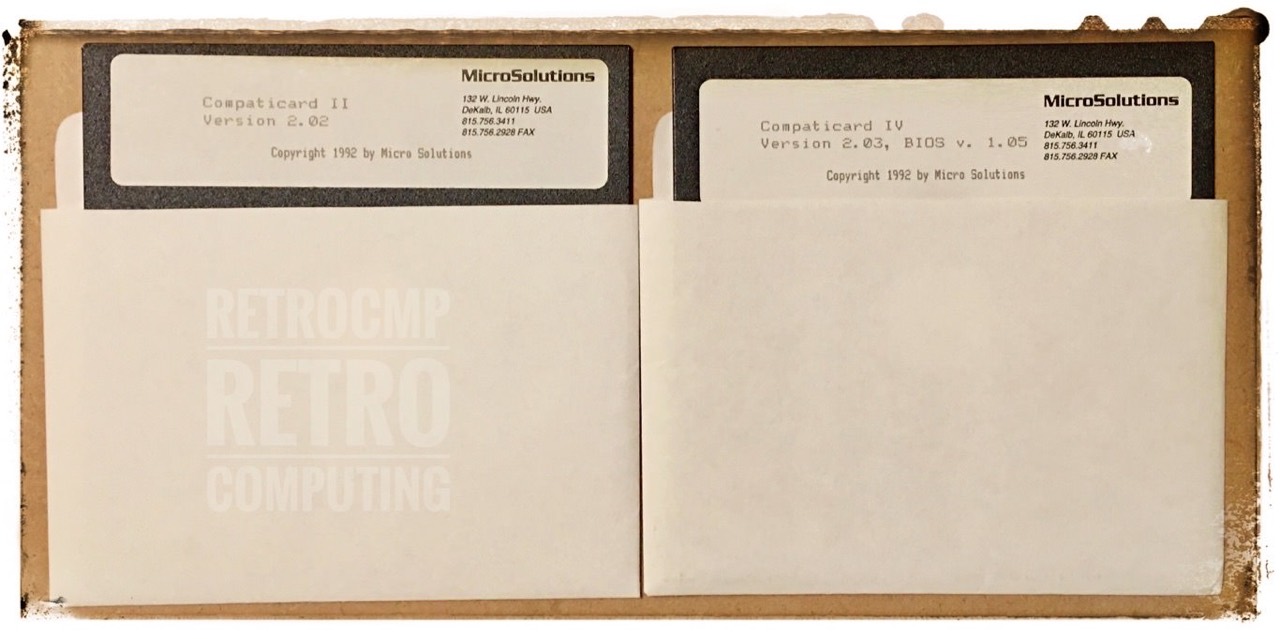 MicroSolutions
132 W. Lincoln Hwy.
DeKalb, IL 60115 USA
815.756.3411
815.756.2928 FAX
Compaticard II
Version 2.02
Copyright 1992 by Micro Solutions
MicroSolutions
132 W. Lincoln Hwy.
DeKalb, IL 60115 USA
815.756.3411
815.756.2928 FAX
Compaticard IV
Version 2.03, BIOS v. 1.05
Copyright 1992 by Micro Solutions
RETROCMP
RETRO
COMPUTING